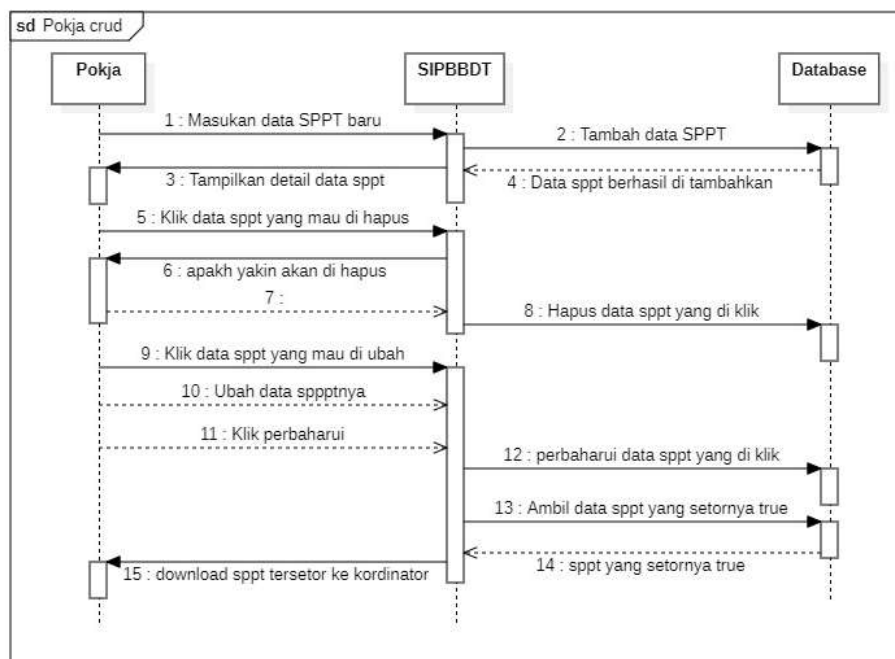 sd Pokja crud
Pokja
SIPBBDT
Database
1 : Masukan data SPPT baru
2 : Tambah data SPPT
3 : Tampilkan detail data sppt
4 : Data sppt berhasil di tambahkan
5 : Klik data sppt yang mau di hapus
6 : apakh yakin akan di hapus
7 :
8 : Hapus data sppt yang di klik
9 : Klik data sppt yang mau di ubah
10 : Ubah data sppptnya
11 : Klik perbaharui
12 : perbaharui data sppt yang di klik
13 : Ambil data sppt yang setornya true
14 : sppt yang setornya true
15 : download sppt tersetor ke kordinator